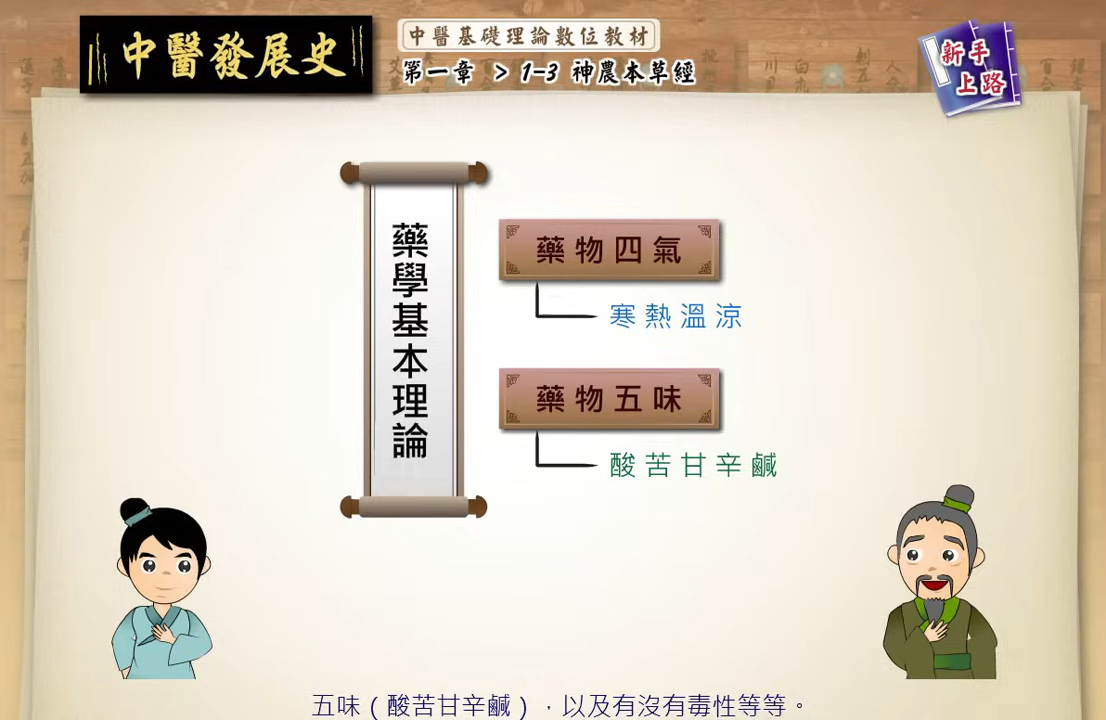 中醫發展史
中醫基礎理論數位教材
第一章 > 1-3 神農本草經
新手
上路
藥學基本理論
藥物四氣
寒熱溫涼
藥物五味
酸苦甘辛鹹
五味（酸苦甘辛鹹），以及有沒有毒性等等。